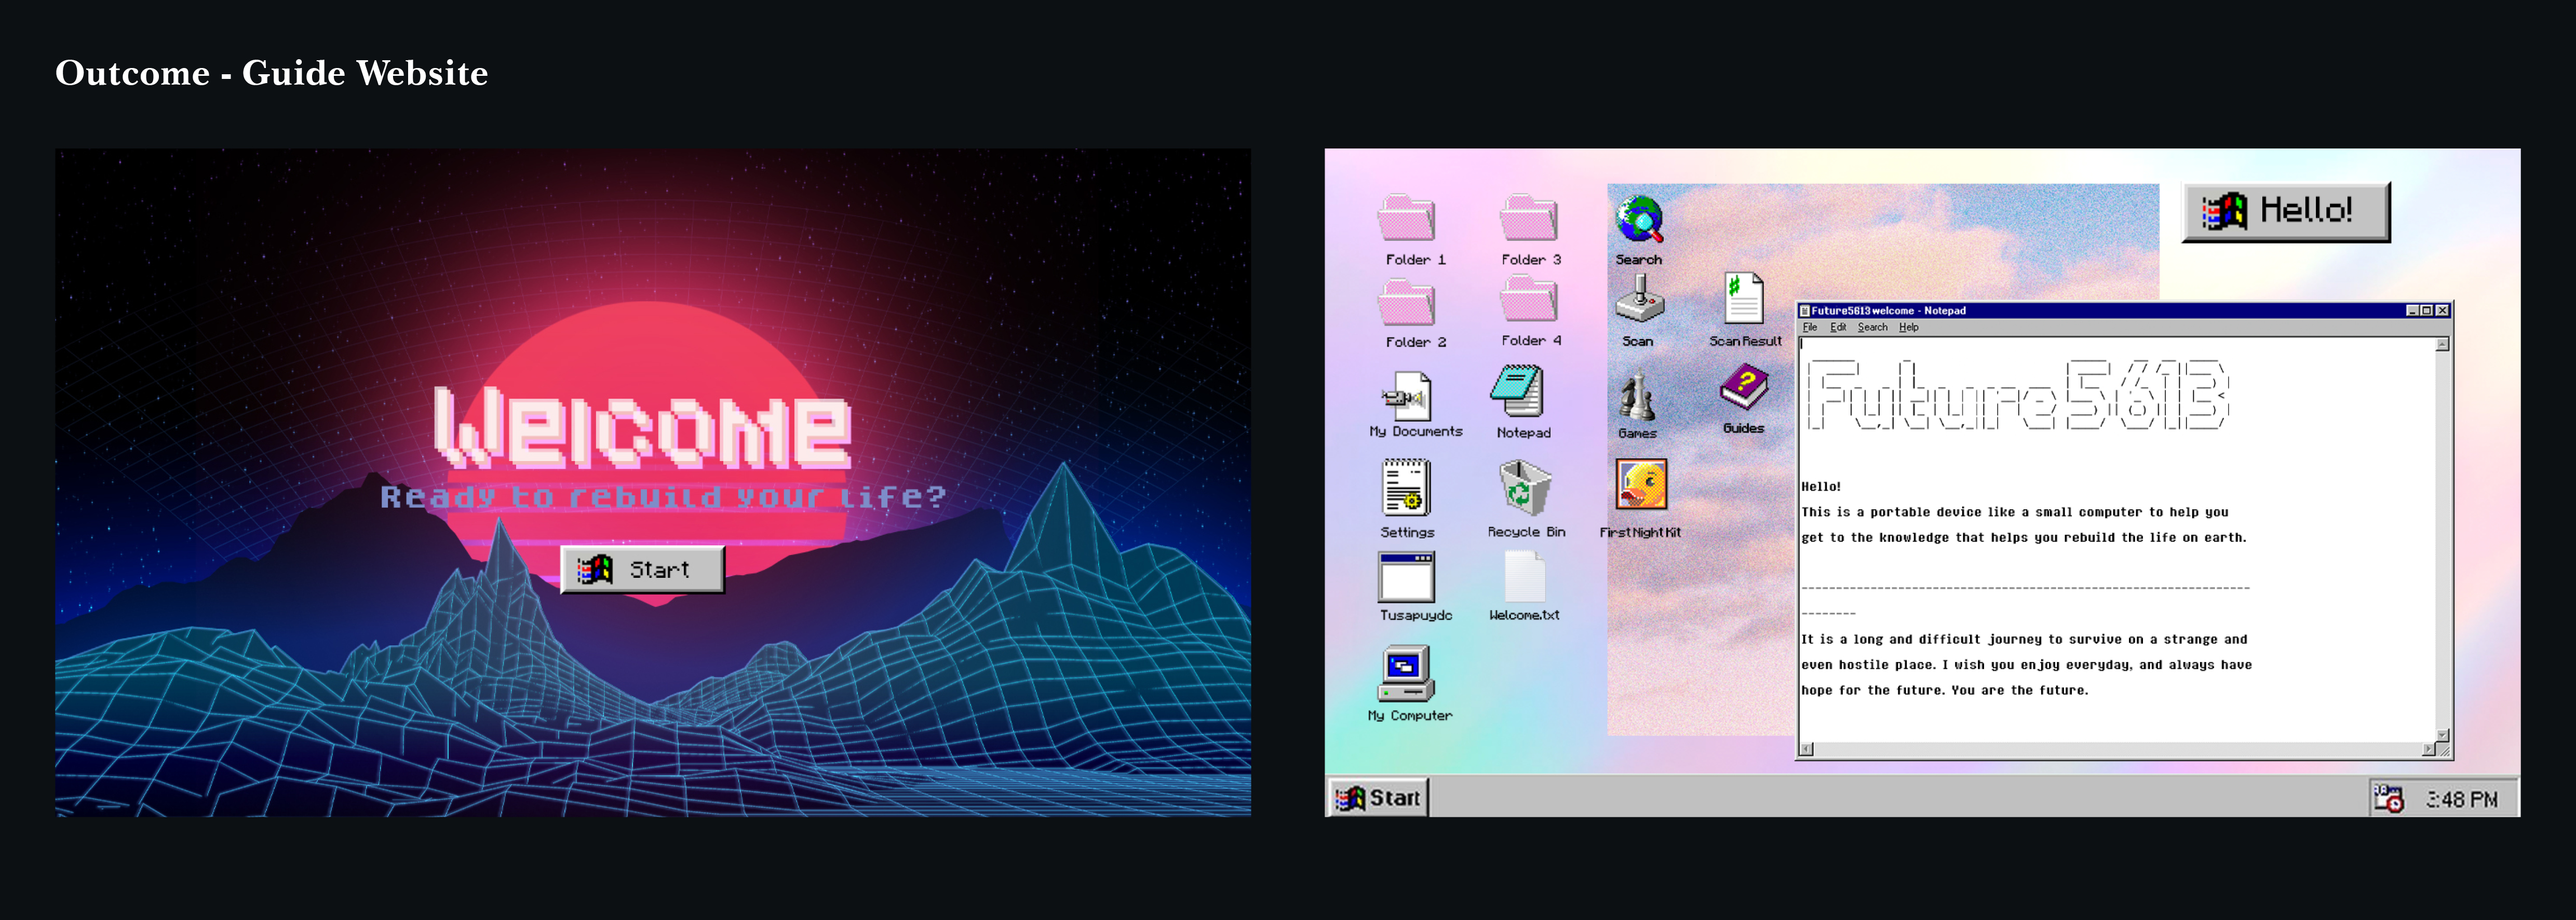 Outcome - Guide Website
Welcome
Ready to rebuild your life?
Start
Folder 1
Folder 3
Search
Hello!
Folder 2
Folder 4
Scan
Scan Result
My Documents
Notepad
Games
Guides
Settings
Recycle Bin
First Night Kit
Tusapuydc
Welcome.txt
My Computer
Future5613welcome - Notepad
File Edit Search Help
Future5613
Hello!
This is a portable device like a small computer to help you
get to the knowledge that helps you rebuild the life on earth.
------------------------------------------------------------------------
--------
It is a long and difficult journey to survive on a strange and
even hostile place. I wish you enjoy everyday, and always have
hope for the future. You are the future.
Start
3:48 PM